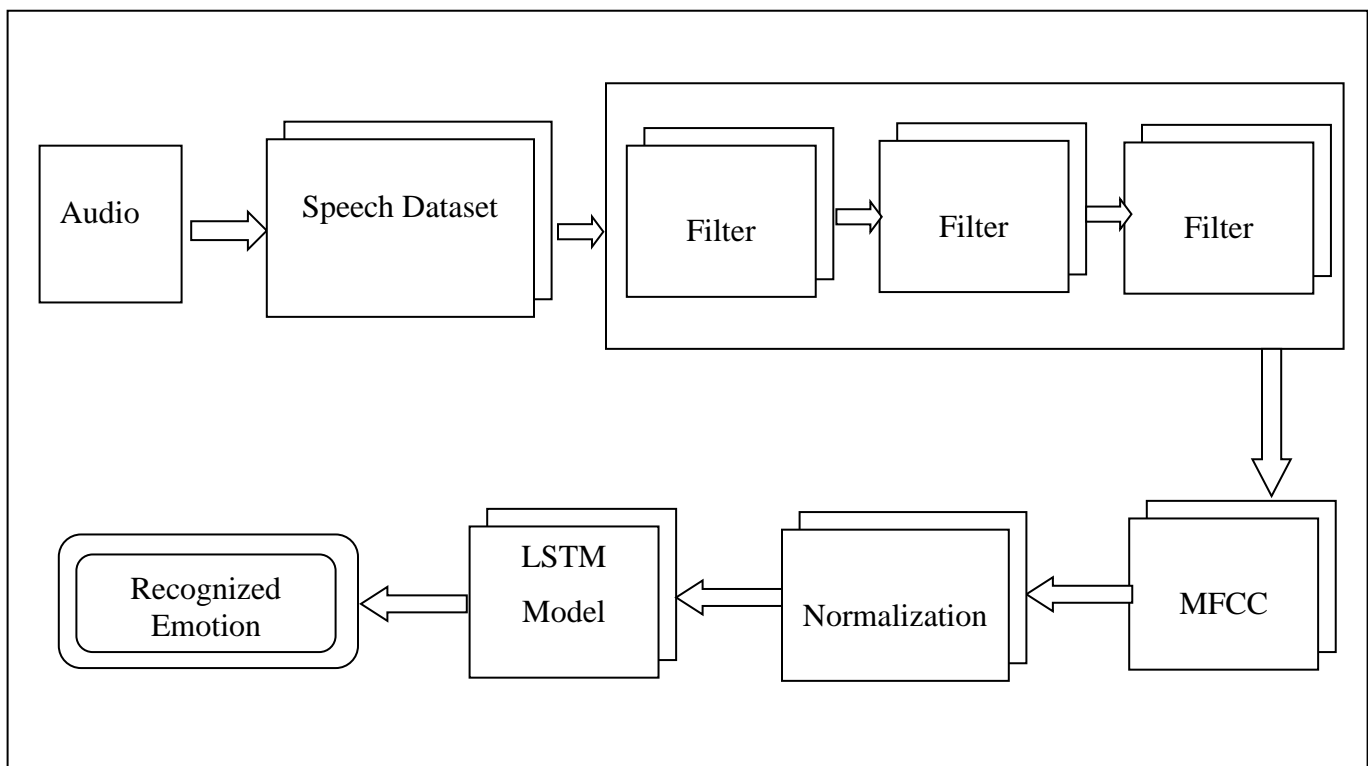 Audio
Speech Dataset
Filter
Filter
Filter
MFCC
Normalization
LSTM
Model
Recognized
Emotion